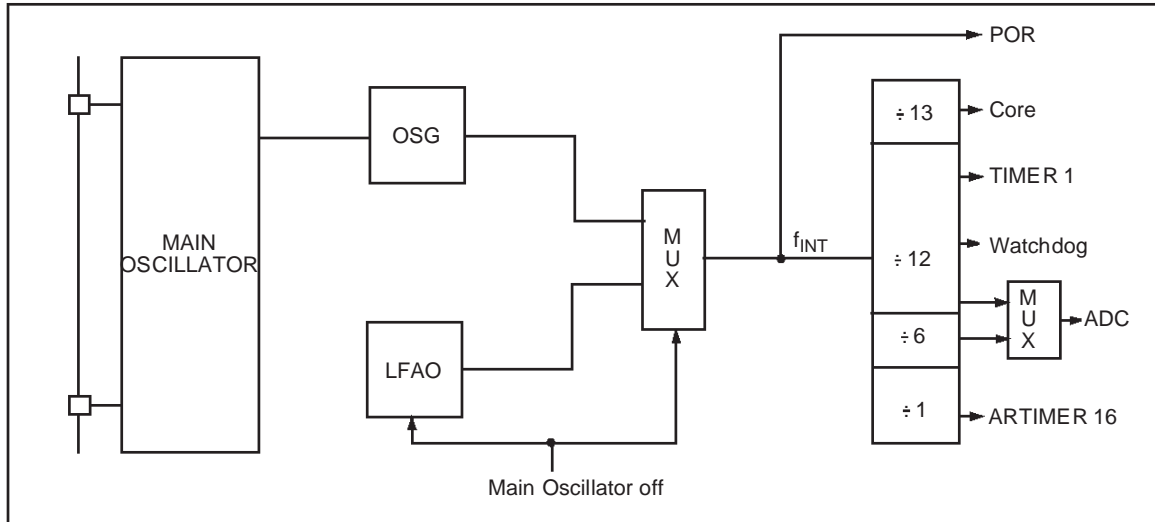 POR
÷ 13
Core
OSG
TIMER 1
MAIN
OSCILLATOR
M
U
X
fINT
÷ 12
Watchdog
M
U
X
ADC
LFAO
÷ 6
÷ 1
ARTIMER 16
Main Oscillator off